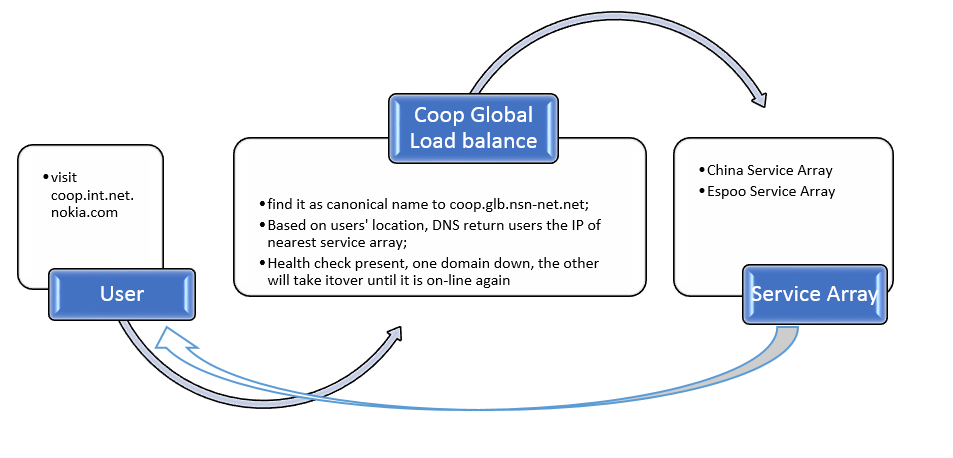 •visit
coop.int.net.
nokia.com
User
Coop Global
Load balance
•find it as canonical name to coop.glb.nsn-net.net;
•Based on users' location, DNS return users the IP of
nearest service array;
•Health check present, one domain down, the other
will take itover until it is on-line again
•China Service Array
•Espoo Service Array
Service Array